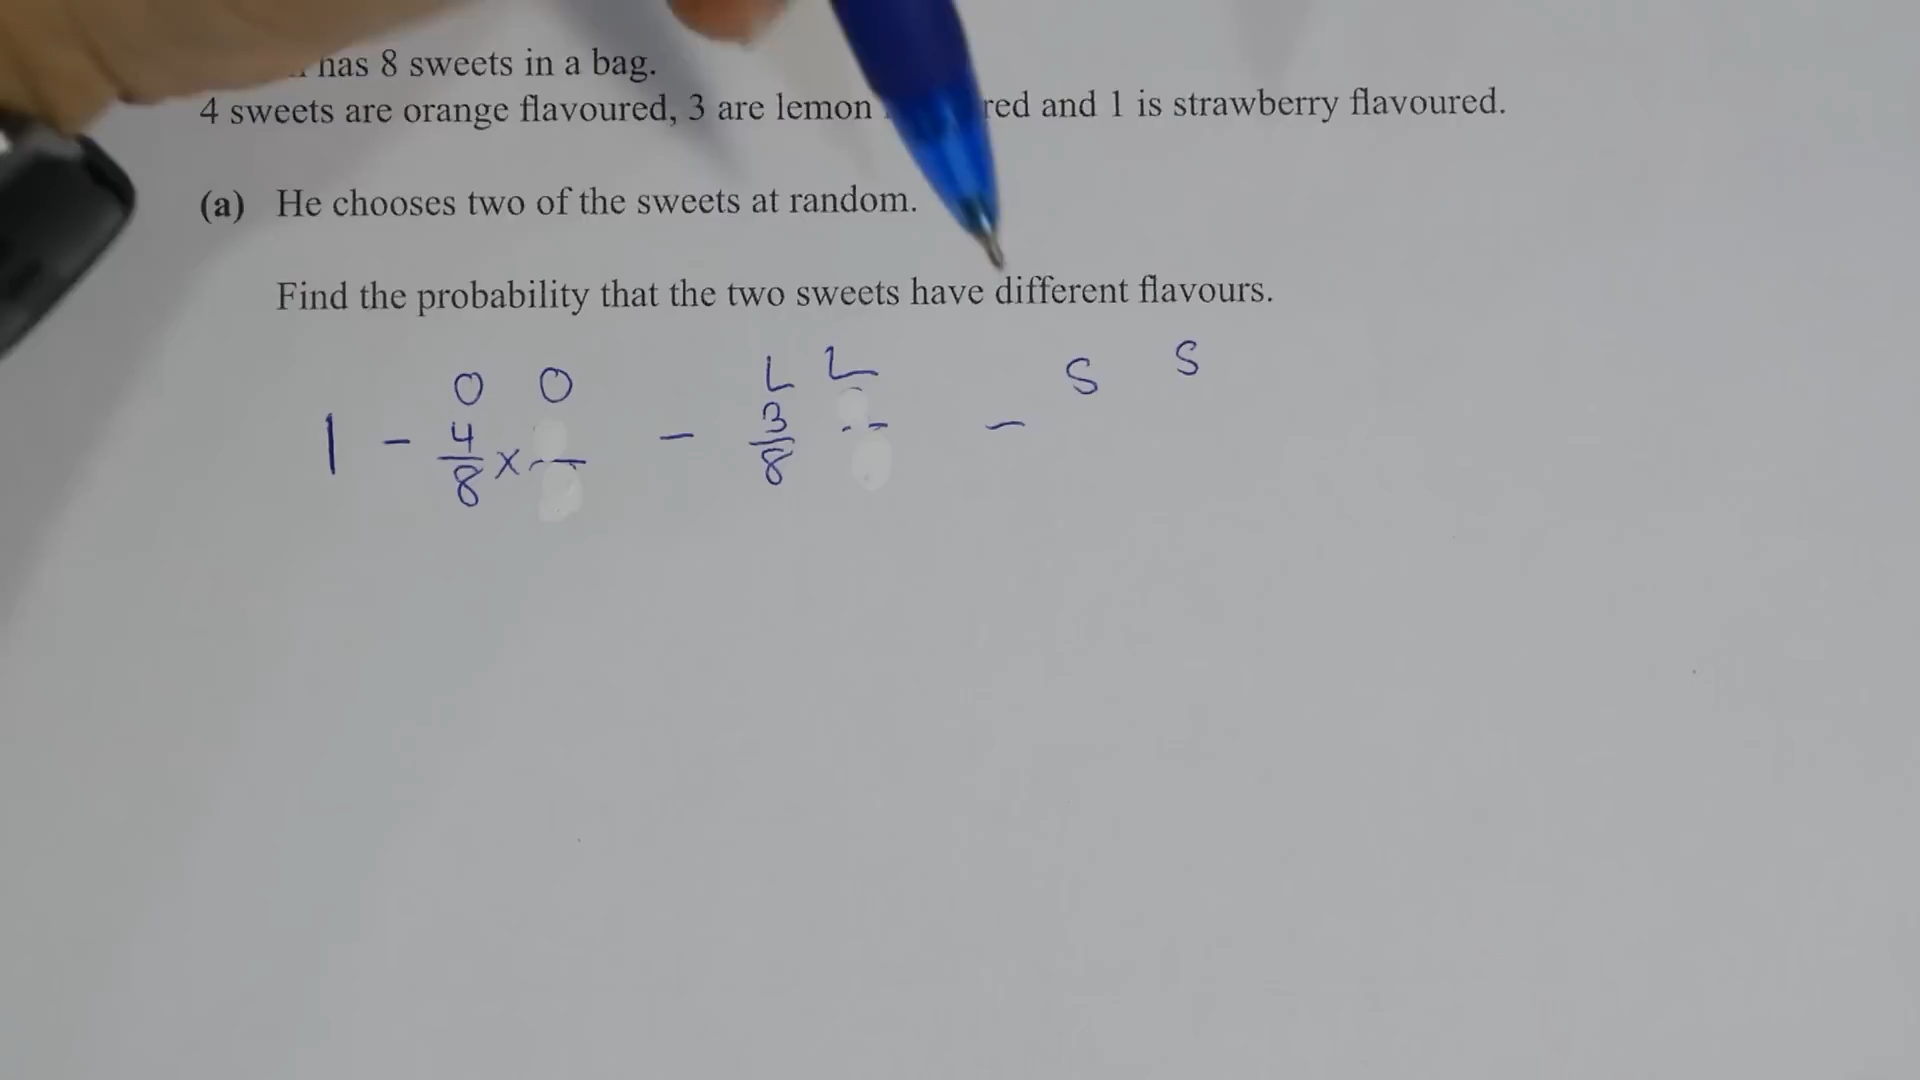 has 8 sweets in a bag.
4 sweets are orange flavoured, 3 are lemon and 1 is strawberry flavoured.
(a) He chooses two of the sweets at random.
Find the probability that the two sweets have different flavours.
O O L L S S
1 - 4/8 x — - 3/8 -- -